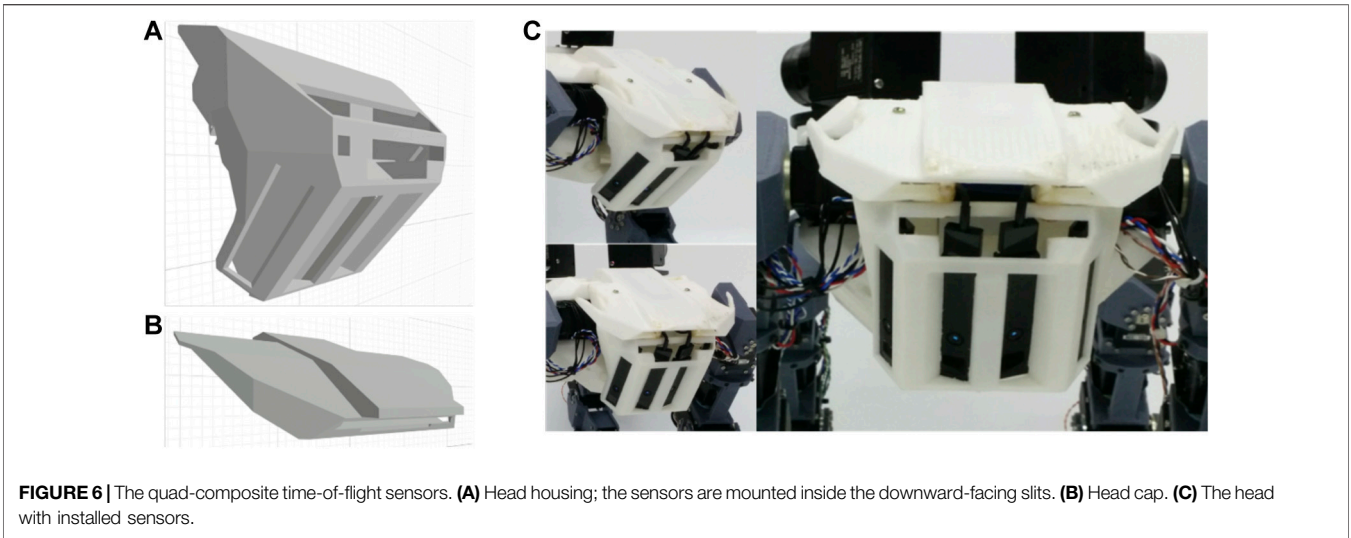 A
B
C
FIGURE 6 | The quad-composite time-of-flight sensors. (A) Head housing; the sensors are mounted inside the downward-facing slits. (B) Head cap. (C) The head
with installed sensors.